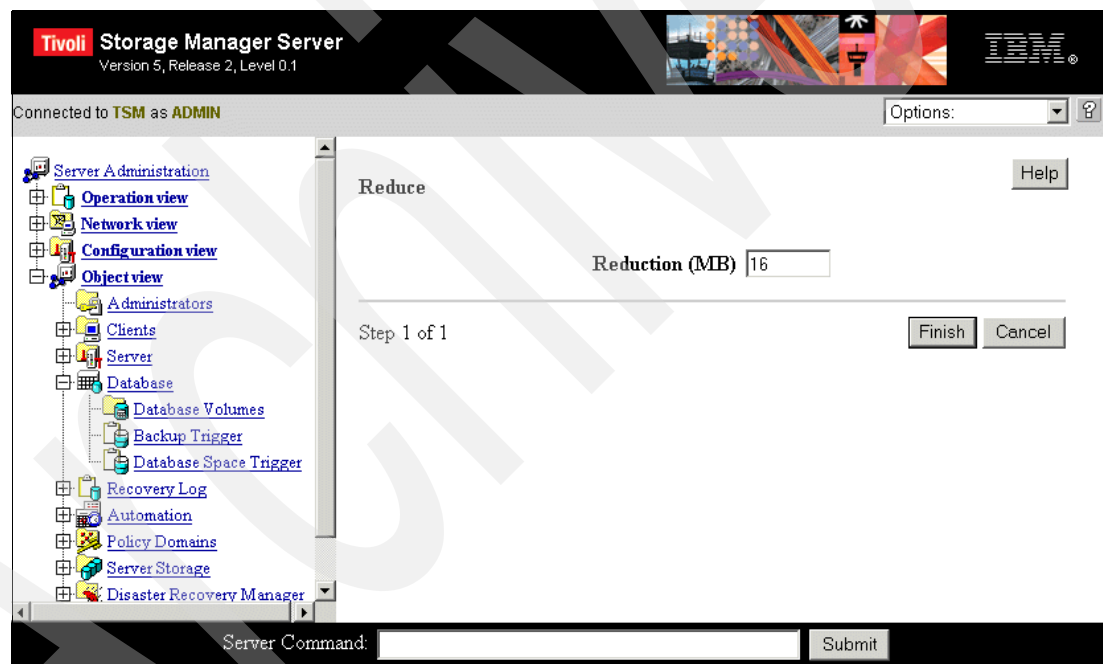 Tivoli Storage Manager Server
Version 5, Release 2, Level 0.1
IBM®
Connected to TSM as ADMIN
Options:
?
Server Administration
Operation view
Network view
Configuration view
Object view
Administrators
Clients
Server
Database
Database Volumes
Backup Trigger
Database Space Trigger
Recovery Log
Automation
Policy Domains
Server Storage
Disaster Recovery Manager
Reduce
Help
Reduction (MB) 16
Step 1 of 1
Finish
Cancel
Server Command:
Submit